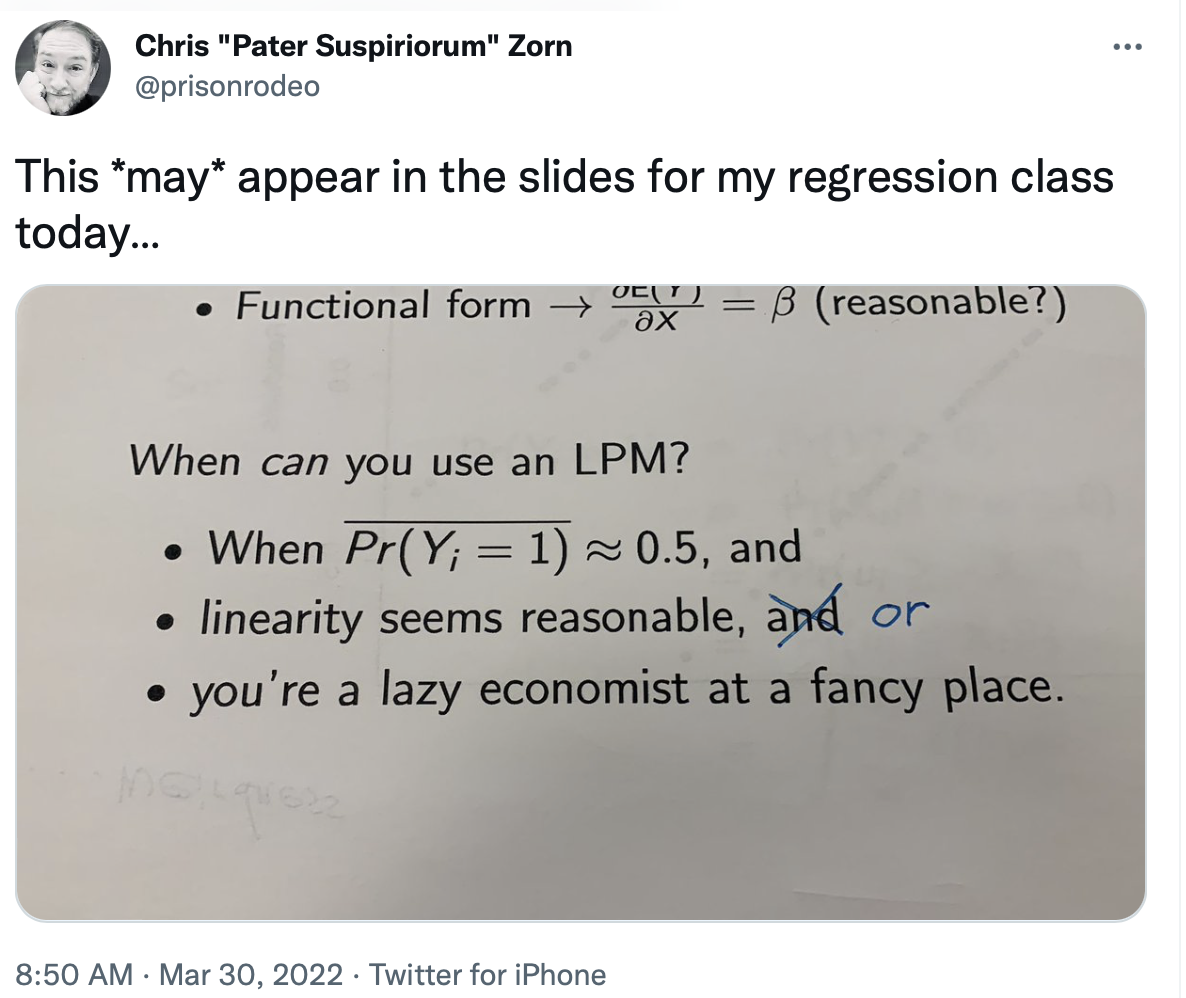 Chris "Pater Suspiriorum" Zorn
@prisonrodeo
This *may* appear in the slides for my regression class
today...
• Functional form → ∂E(Y)/∂X = β (reasonable?)
When can you use an LPM?
• When Pr(Yᵢ = 1) ≈ 0.5, and
• linearity seems reasonable, and or
• you're a lazy economist at a fancy place.
8:50 AM · Mar 30, 2022 · Twitter for iPhone